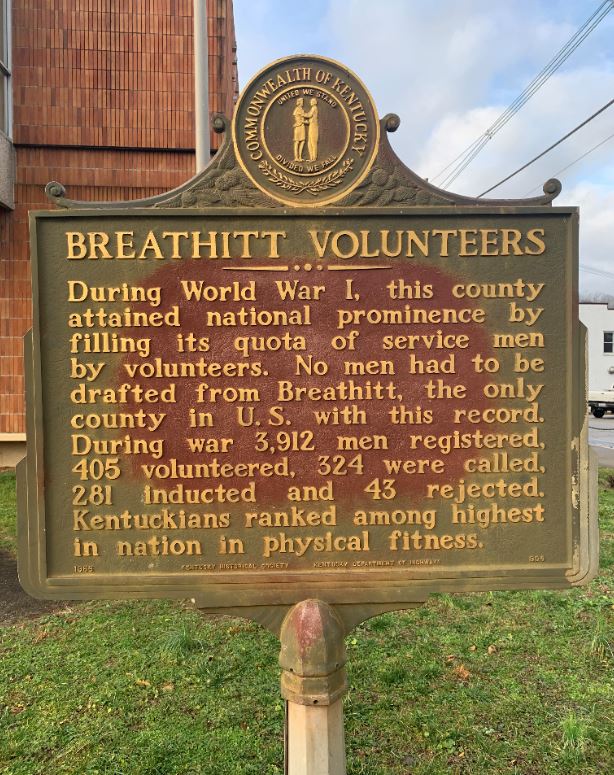 COMMONWEALTH OF KENTUCKY
UNITED WE STAND
DIVIDED WE FALL
BREATHITT VOLUNTEERS
During World War I, this county
attained national prominence by
filling its quota of service men
by volunteers. No men had to be
drafted from Breathitt, the only
county in U.S. with this record.
During war 3,912 men registered,
405 volunteered, 324 were called,
281 inducted and 43 rejected.
Kentuckians ranked among highest
in nation in physical fitness.
KENTUCKY HISTORICAL SOCIETY KENTUCKY DEPARTMENT OF HIGHWAYS